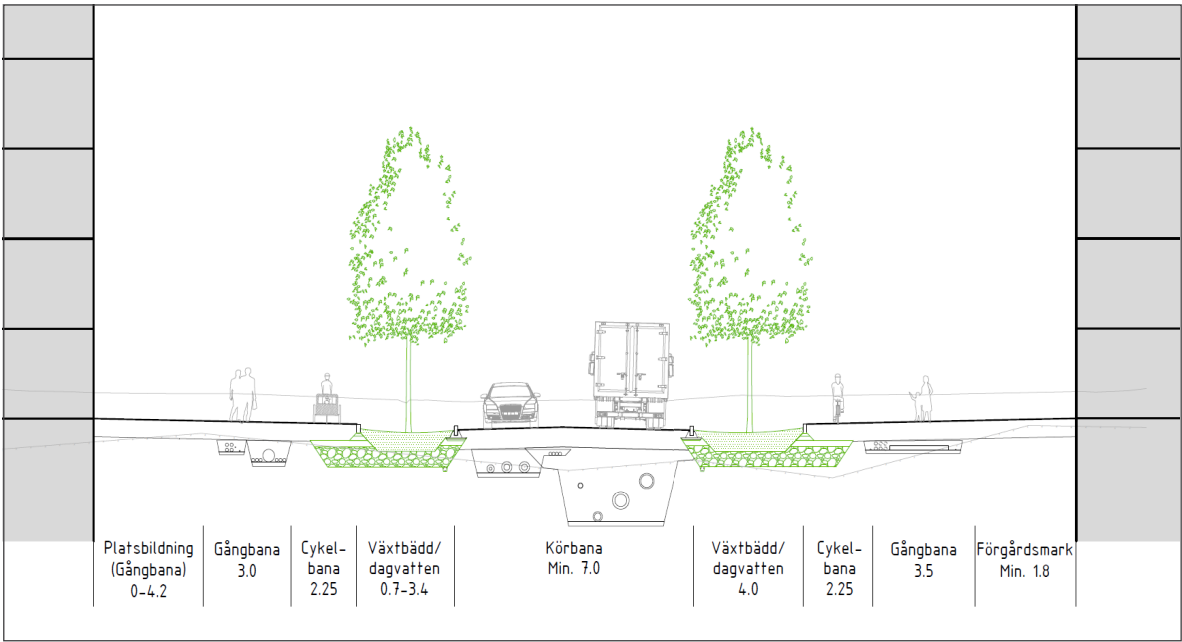 Platsbildning
(Gångbana)
0-4.2
Gångbana
3.0
Cykel-
bana
2.25
Växtbädd/
dagvatten
0.7-3.4
Körbana
Min. 7.0
Växtbädd/
dagvatten
4.0
Cykel-
bana
2.25
Gångbana
3.5
Förgårdsmark
Min. 1.8